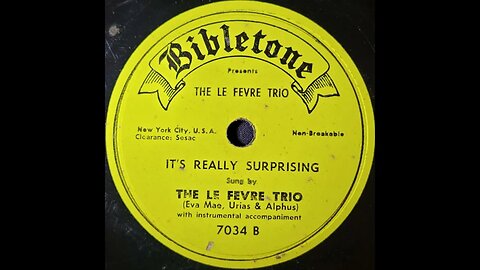 Bibletone
Presents
THE LE FEVRE TRIO
New York City, U.S.A.
Clearance: Sesac
Non-Breakable
IT'S REALLY SURPRISING
Sung by
THE LE FEVRE TRIO
(Eva Mae, Urias & Alphus)
with instrumental accompaniment
7034 B